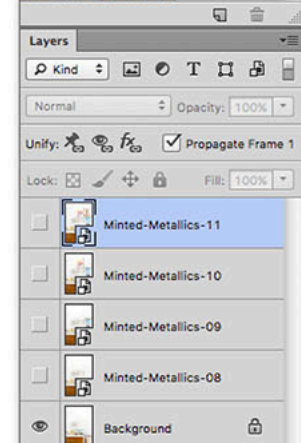 Layers
Kind T
Normal Opacity: 100%
Unify: Propagate Frame 1
Lock: Fill: 100%
Minted-Metallics-11
Minted-Metallics-10
Minted-Metallics-09
Minted-Metallics-08
Background